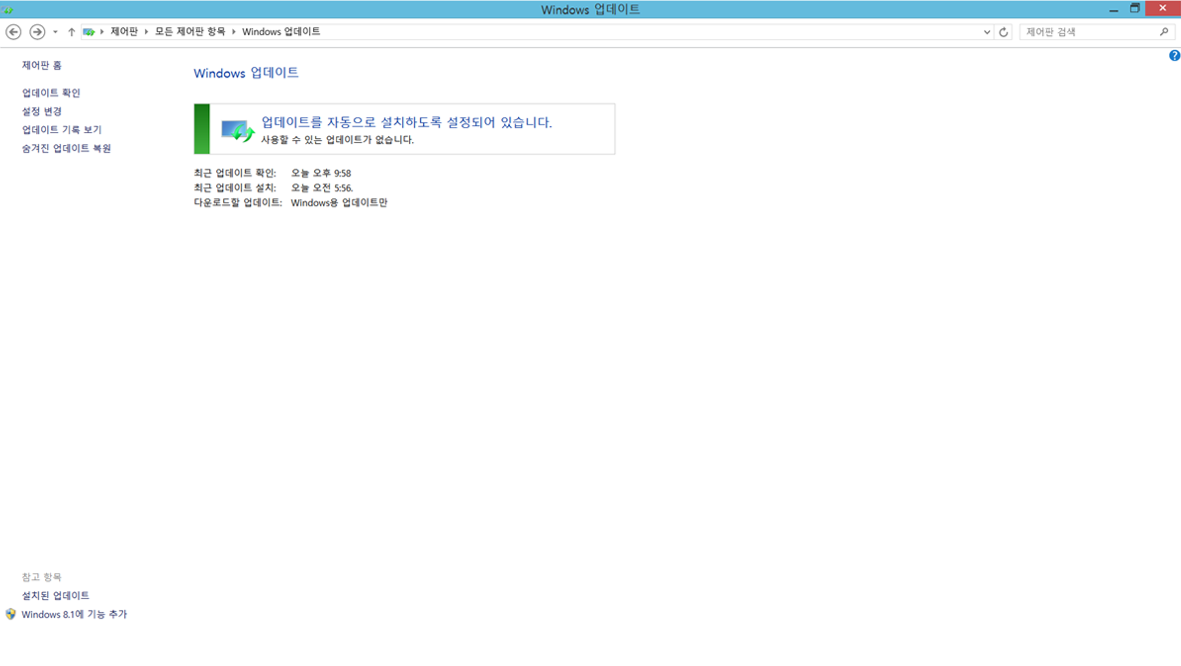 Windows 업데이트
제어판 모든 제어판 항목 Windows 업데이트
제어판 검색
제어판 홈
업데이트 확인
설정 변경
업데이트 기록 보기
숨겨진 업데이트 복원
Windows 업데이트
업데이트를 자동으로 설치하도록 설정되어 있습니다.
사용할 수 있는 업데이트가 없습니다.
최근 업데이트 확인: 오늘 오후 9:58
최근 업데이트 설치: 오늘 오전 5:56.
다운로드할 업데이트: Windows용 업데이트만
참고 항목
설치된 업데이트
Windows 8.1에 기능 추가